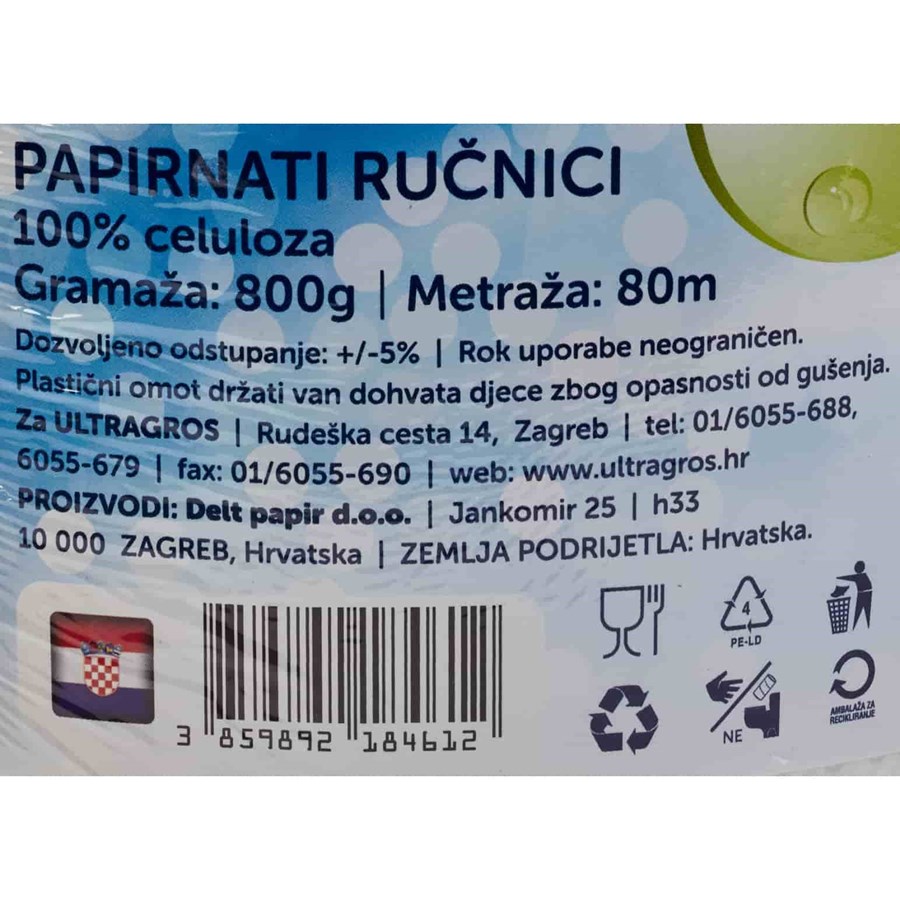 PAPIRNATI RUČNICI
100% celuloza
Gramaža: 800g | Metraža: 80m
Dozvoljeno odstupanje: +/-5% | Rok uporabe neograničen.
Plastični omot držati van dohvata djece zbog opasnosti od gušenja.
Za ULTRAGROS | Rudeška cesta 14, Zagreb | tel: 01/6055-688,
6055-679 | fax: 01/6055-690 | web: www.ultragros.hr
PROIZVODI: Delt papir d.o.o. | Jankomir 25 | h33
10 000 ZAGREB, Hrvatska | ZEMLJA PODRIJETLA: Hrvatska.
4
PE-LD
NE
AMBALAŽA ZA
RECIKLIRANJE
3 859892 184612